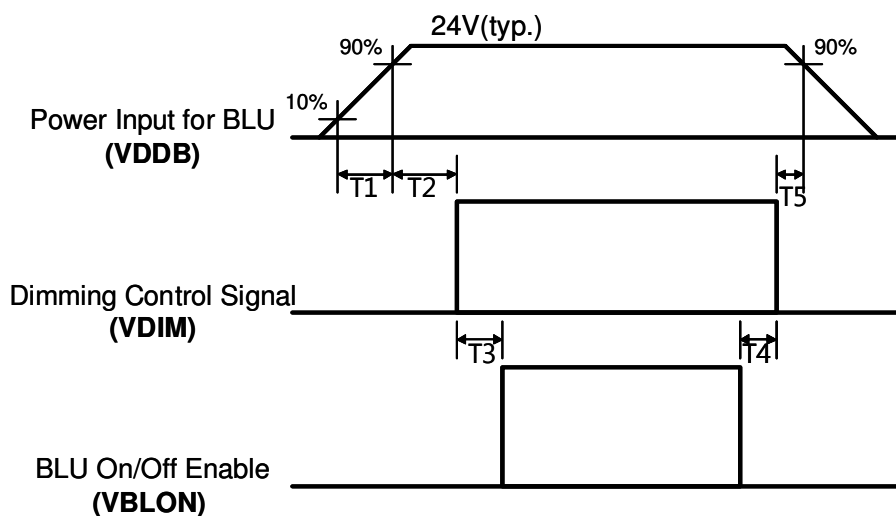 24V(typ.)
90%
90%
10%
Power Input for BLU
(VDDB)
T1
T2
T5
Dimming Control Signal
(VDIM)
T3
T4
BLU On/Off Enable
(VBLON)